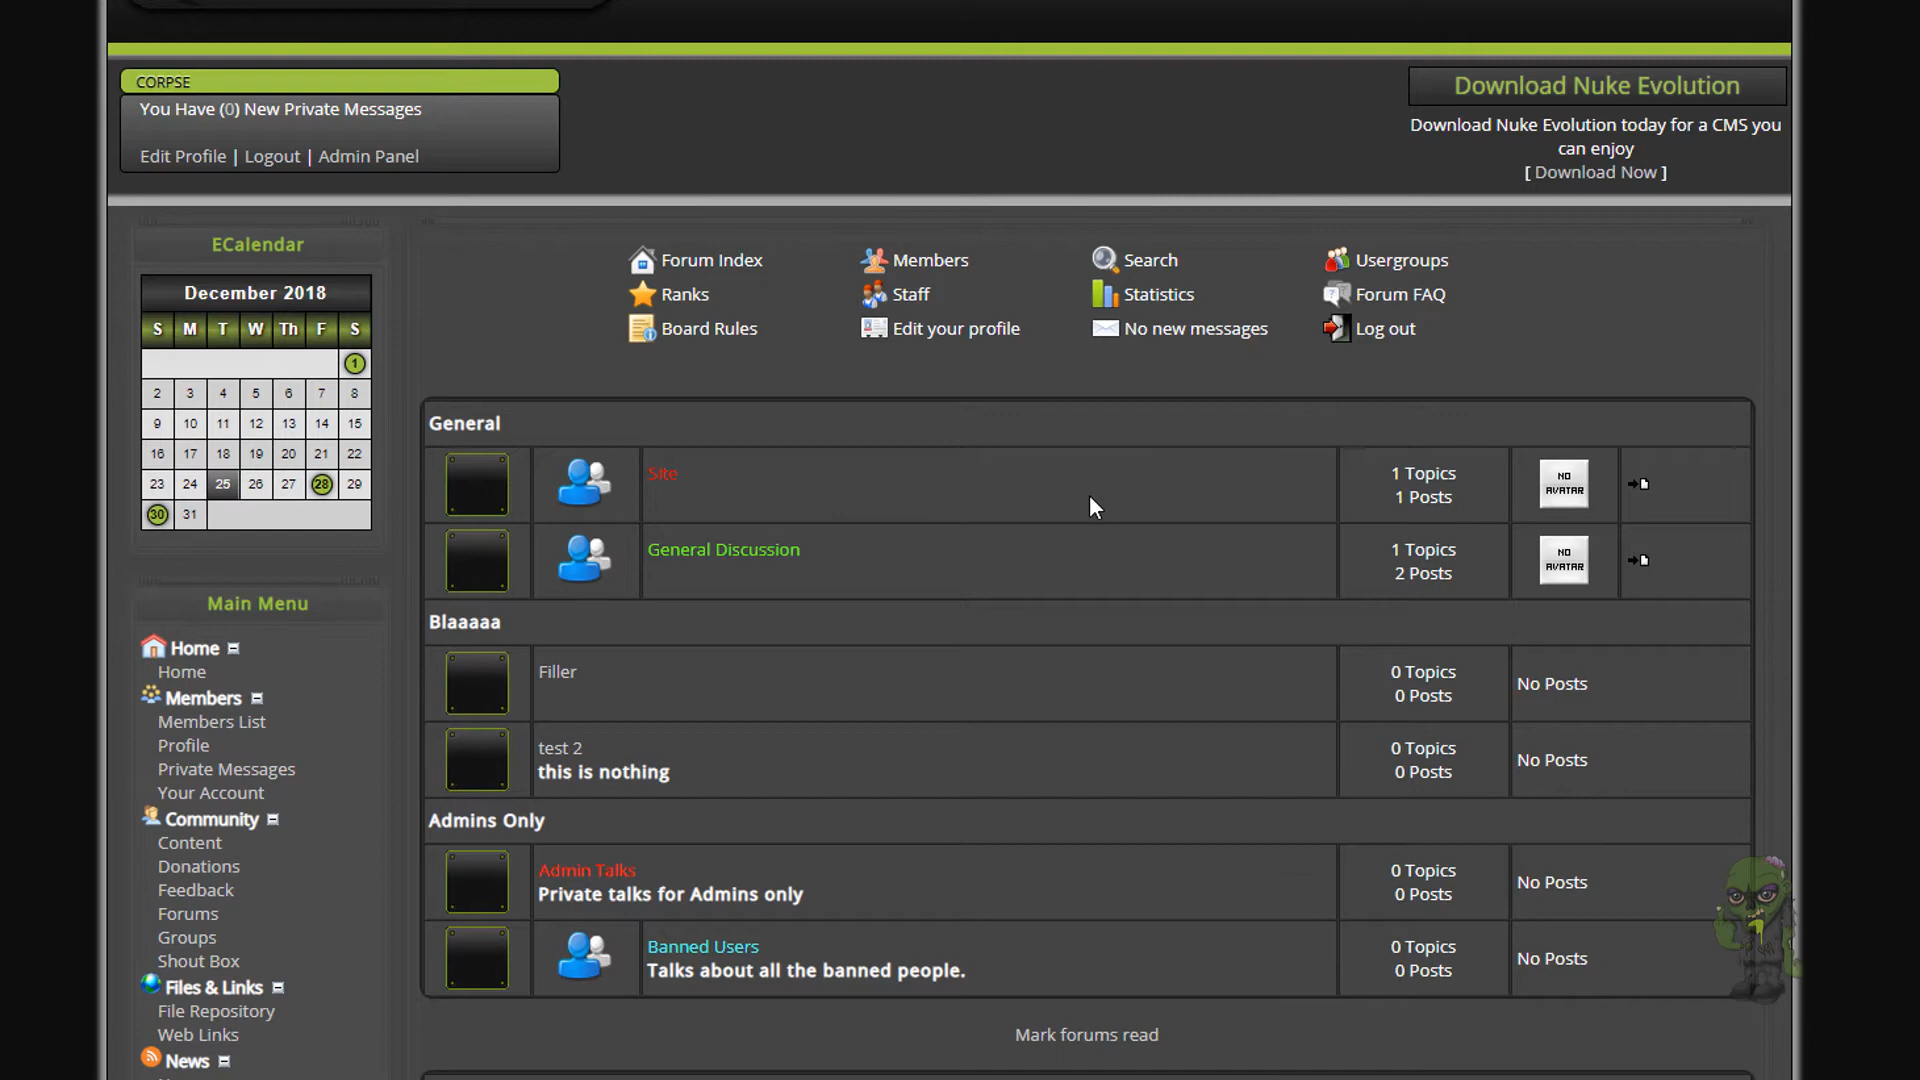 CORPSE
You Have (0) New Private Messages
Edit Profile | Logout | Admin Panel
Download Nuke Evolution
Download Nuke Evolution today for a CMS you
can enjoy
[ Download Now ]
ECalendar
December 2018
S M T W Th F S
1
2 3 4 5 6 7 8
9 10 11 12 13 14 15
16 17 18 19 20 21 22
23 24 25 26 27 28 29
30 31
Main Menu
Home
Home
Members
Members List
Profile
Private Messages
Your Account
Community
Content
Donations
Feedback
Forums
Groups
Shout Box
Files & Links
File Repository
Web Links
News
Forum Index
Members
Search
Usergroups
Ranks
Staff
Statistics
Forum FAQ
Board Rules
Edit your profile
No new messages
Log out
General
Site
1 Topics
1 Posts
NO
AVATAR
General Discussion
1 Topics
2 Posts
NO
AVATAR
Blaaaaa
Filler
0 Topics
0 Posts
No Posts
test 2
this is nothing
0 Topics
0 Posts
No Posts
Admins Only
Admin Talks
Private talks for Admins only
0 Topics
0 Posts
No Posts
Banned Users
Talks about all the banned people.
0 Topics
0 Posts
No Posts
Mark forums read